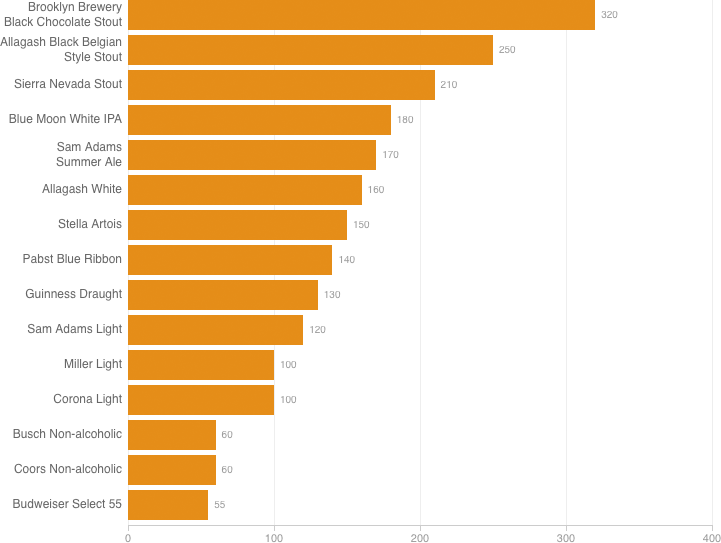 Brooklyn Brewery
Black Chocolate Stout
320
Allagash Black Belgian
Style Stout
250
Sierra Nevada Stout
210
Blue Moon White IPA
180
Sam Adams
Summer Ale
170
Allagash White
160
Stella Artois
150
Pabst Blue Ribbon
140
Guinness Draught
130
Sam Adams Light
120
Miller Light
100
Corona Light
100
Busch Non-alcoholic
60
Coors Non-alcoholic
60
Budweiser Select 55
55
0 100 200 300 400